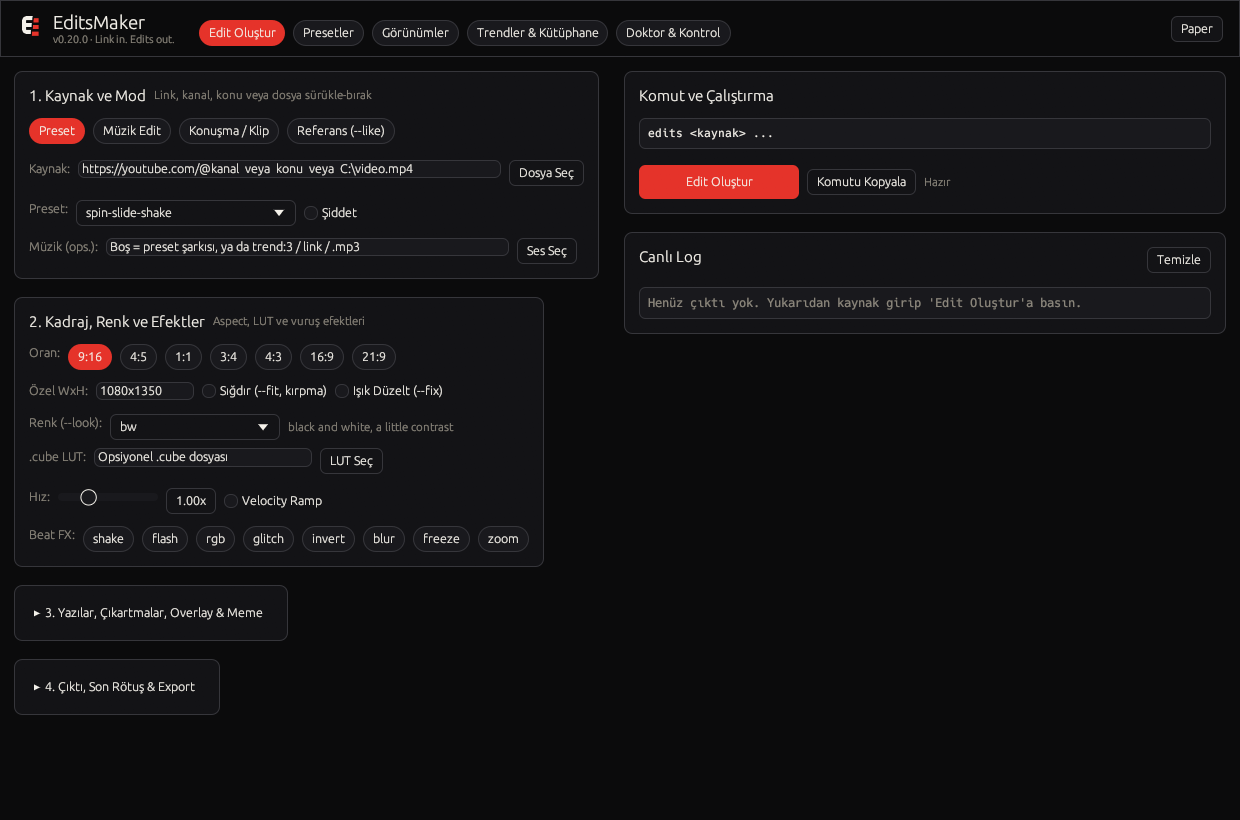 EditsMaker
v0.20.0 · Link in. Edits out.
Edit Oluştur
Presetler
Görünümler
Trendler & Kütüphane
Doktor & Kontrol
Paper
1. Kaynak ve Mod
Link, kanal, konu veya dosya sürükle-bırak
Preset
Müzik Edit
Konuşma / Klip
Referans (--like)
Kaynak:
https://youtube.com/@kanal veya konu veya C:\video.mp4
Dosya Seç
Preset:
spin-slide-shake
Şiddet
Müzik (ops.):
Boş = preset şarkısı, ya da trend:3 / link / .mp3
Ses Seç
2. Kadraj, Renk ve Efektler
Aspect, LUT ve vuruş efektleri
Oran:
9:16
4:5
1:1
3:4
4:3
16:9
21:9
Özel WxH:
1080x1350
Sığdır (--fit, kırpma)
Işık Düzelt (--fix)
Renk (--look):
bw
black and white, a little contrast
.cube LUT:
Opsiyonel .cube dosyası
LUT Seç
Hız:
1.00x
Velocity Ramp
Beat FX:
shake
flash
rgb
glitch
invert
blur
freeze
zoom
▸ 3. Yazılar, Çıkartmalar, Overlay & Meme
▸ 4. Çıktı, Son Rötuş & Export
Komut ve Çalıştırma
edits <kaynak> ...
Edit Oluştur
Komutu Kopyala
Hazır
Canlı Log
Temizle
Henüz çıktı yok. Yukarıdan kaynak girip 'Edit Oluştur'a basın.